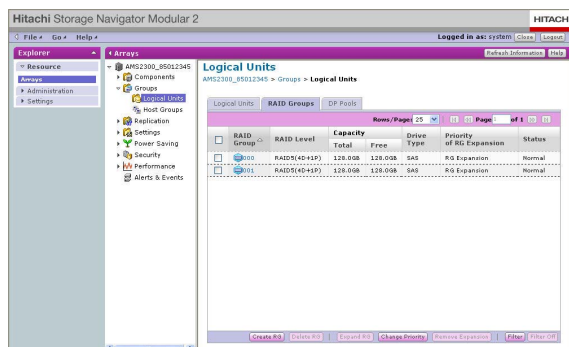 Hitachi Storage Navigator Modular 2
HITACH
File Go Help
Logged in as: system Close Logout
Explorer
Arrays
Refresh Information Help
Resource
Arrays
Administration
Settings
AMS2300_85012345
Components
Groups
Logical Units
Host Groups
Replication
Settings
Power Saving
Security
Performance
Alerts & Events
Logical Units
AMS2300_85012345 > Groups > Logical Units
Logical Units RAID Groups DP Pools
Rows/Page: 25 Page 1 of 1
RAID Group RAID Level Capacity Total Free Drive Type Priority of RG Expansion Status
000 RAID5(4D+1P) 128.0GB 128.0GB SAS RG Expansion Normal
001 RAID5(4D+1P) 128.0GB 128.0GB SAS RG Expansion Normal
Create RG Delete RG Expand RG Change Priority Remove Expansion Filter Filter Off